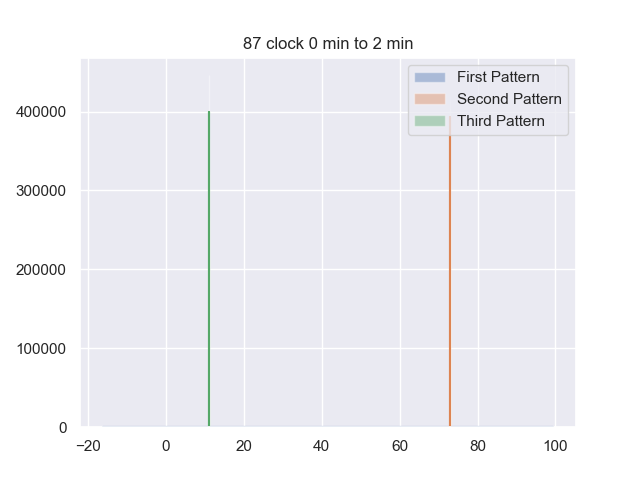 87 clock 0 min to 2 min
First Pattern
Second Pattern
Third Pattern
400000
300000
200000
100000
0
−20 0 20 40 60 80 100